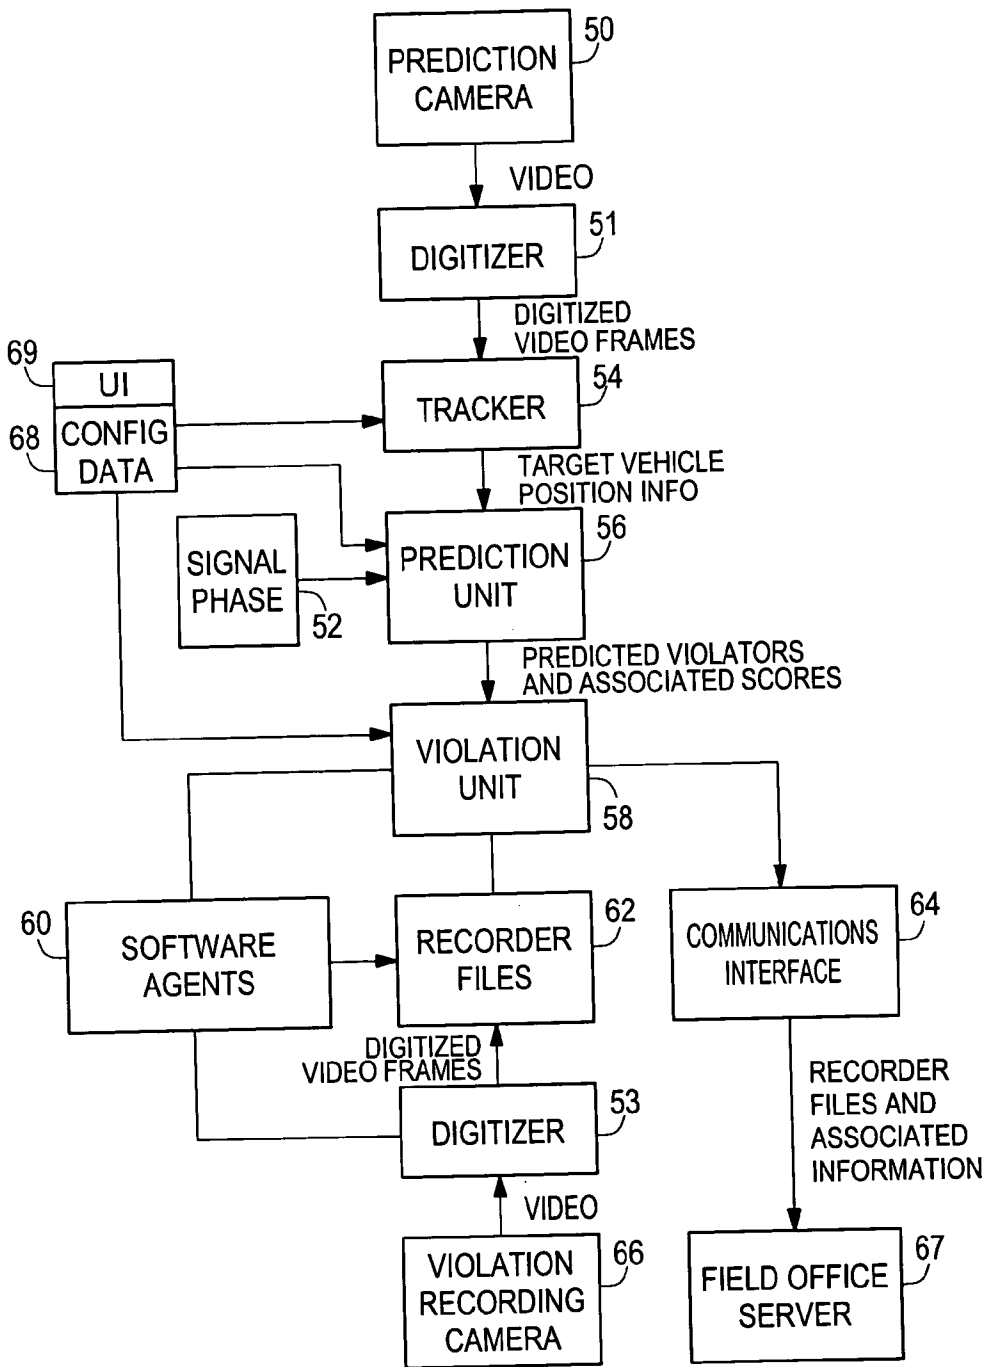 50
PREDICTION
CAMERA
VIDEO
51
DIGITIZER
DIGITIZED
VIDEO FRAMES
69
UI
54
TRACKER
68
CONFIG
DATA
TARGET VEHICLE
POSITION INFO
56
SIGNAL
PHASE
52
PREDICTION
UNIT
PREDICTED VIOLATORS
AND ASSOCIATED SCORES
VIOLATION
UNIT
58
60
SOFTWARE
AGENTS
62
RECORDER
FILES
64
COMMUNICATIONS
INTERFACE
DIGITIZED
VIDEO FRAMES
53
DIGITIZER
RECORDER
FILES AND
ASSOCIATED
INFORMATION
VIDEO
66
VIOLATION
RECORDING
CAMERA
67
FIELD OFFICE
SERVER